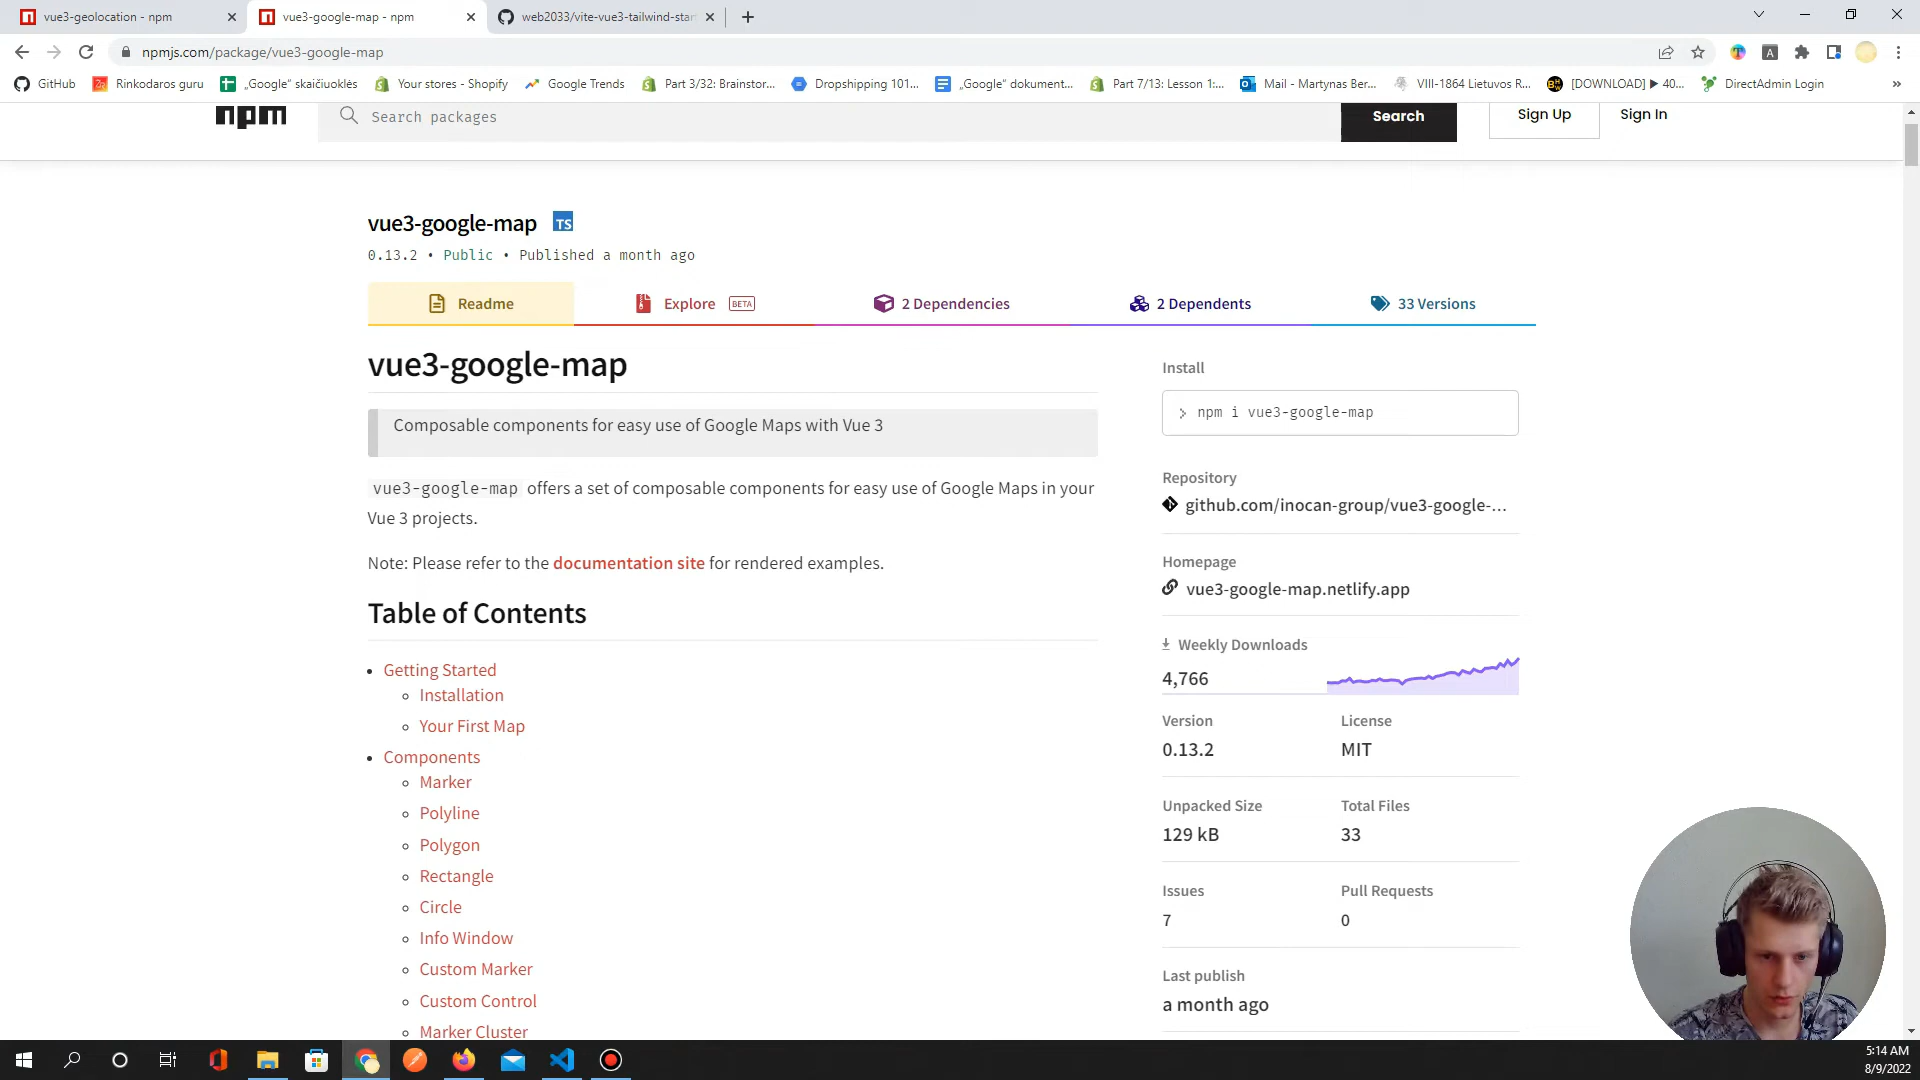 vue3-geolocation - npm
vue3-google-map - npm
web2033/vite-vue3-tailwind-star
npmjs.com/package/vue3-google-map
GitHub
Rinkodaros guru
„Google“ skaičiuoklės
Your stores - Shopify
Google Trends
Part 3/32: Brainstor...
Dropshipping 101...
„Google“ dokument...
Part 7/13: Lesson 1:...
Mail - Martynas Ber...
VIII-1864 Lietuvos R...
[DOWNLOAD] ▶ 40...
DirectAdmin Login
»
npm
Search packages
Search
Sign Up
Sign In
vue3-google-map TS
0.13.2 • Public • Published a month ago
Readme
Explore BETA
2 Dependencies
2 Dependents
33 Versions
vue3-google-map
Composable components for easy use of Google Maps with Vue 3
vue3-google-map offers a set of composable components for easy use of Google Maps in your
Vue 3 projects.
Note: Please refer to the documentation site for rendered examples.
Table of Contents
• Getting Started
◦ Installation
◦ Your First Map
• Components
◦ Marker
◦ Polyline
◦ Polygon
◦ Rectangle
◦ Circle
◦ Info Window
◦ Custom Marker
◦ Custom Control
◦ Marker Cluster
Install
> npm i vue3-google-map
Repository
github.com/inocan-group/vue3-google-...
Homepage
vue3-google-map.netlify.app
Weekly Downloads
4,766
Version
License
0.13.2
MIT
Unpacked Size
Total Files
129 kB
33
Issues
Pull Requests
7
0
Last publish
a month ago
5:14 AM
8/9/2022